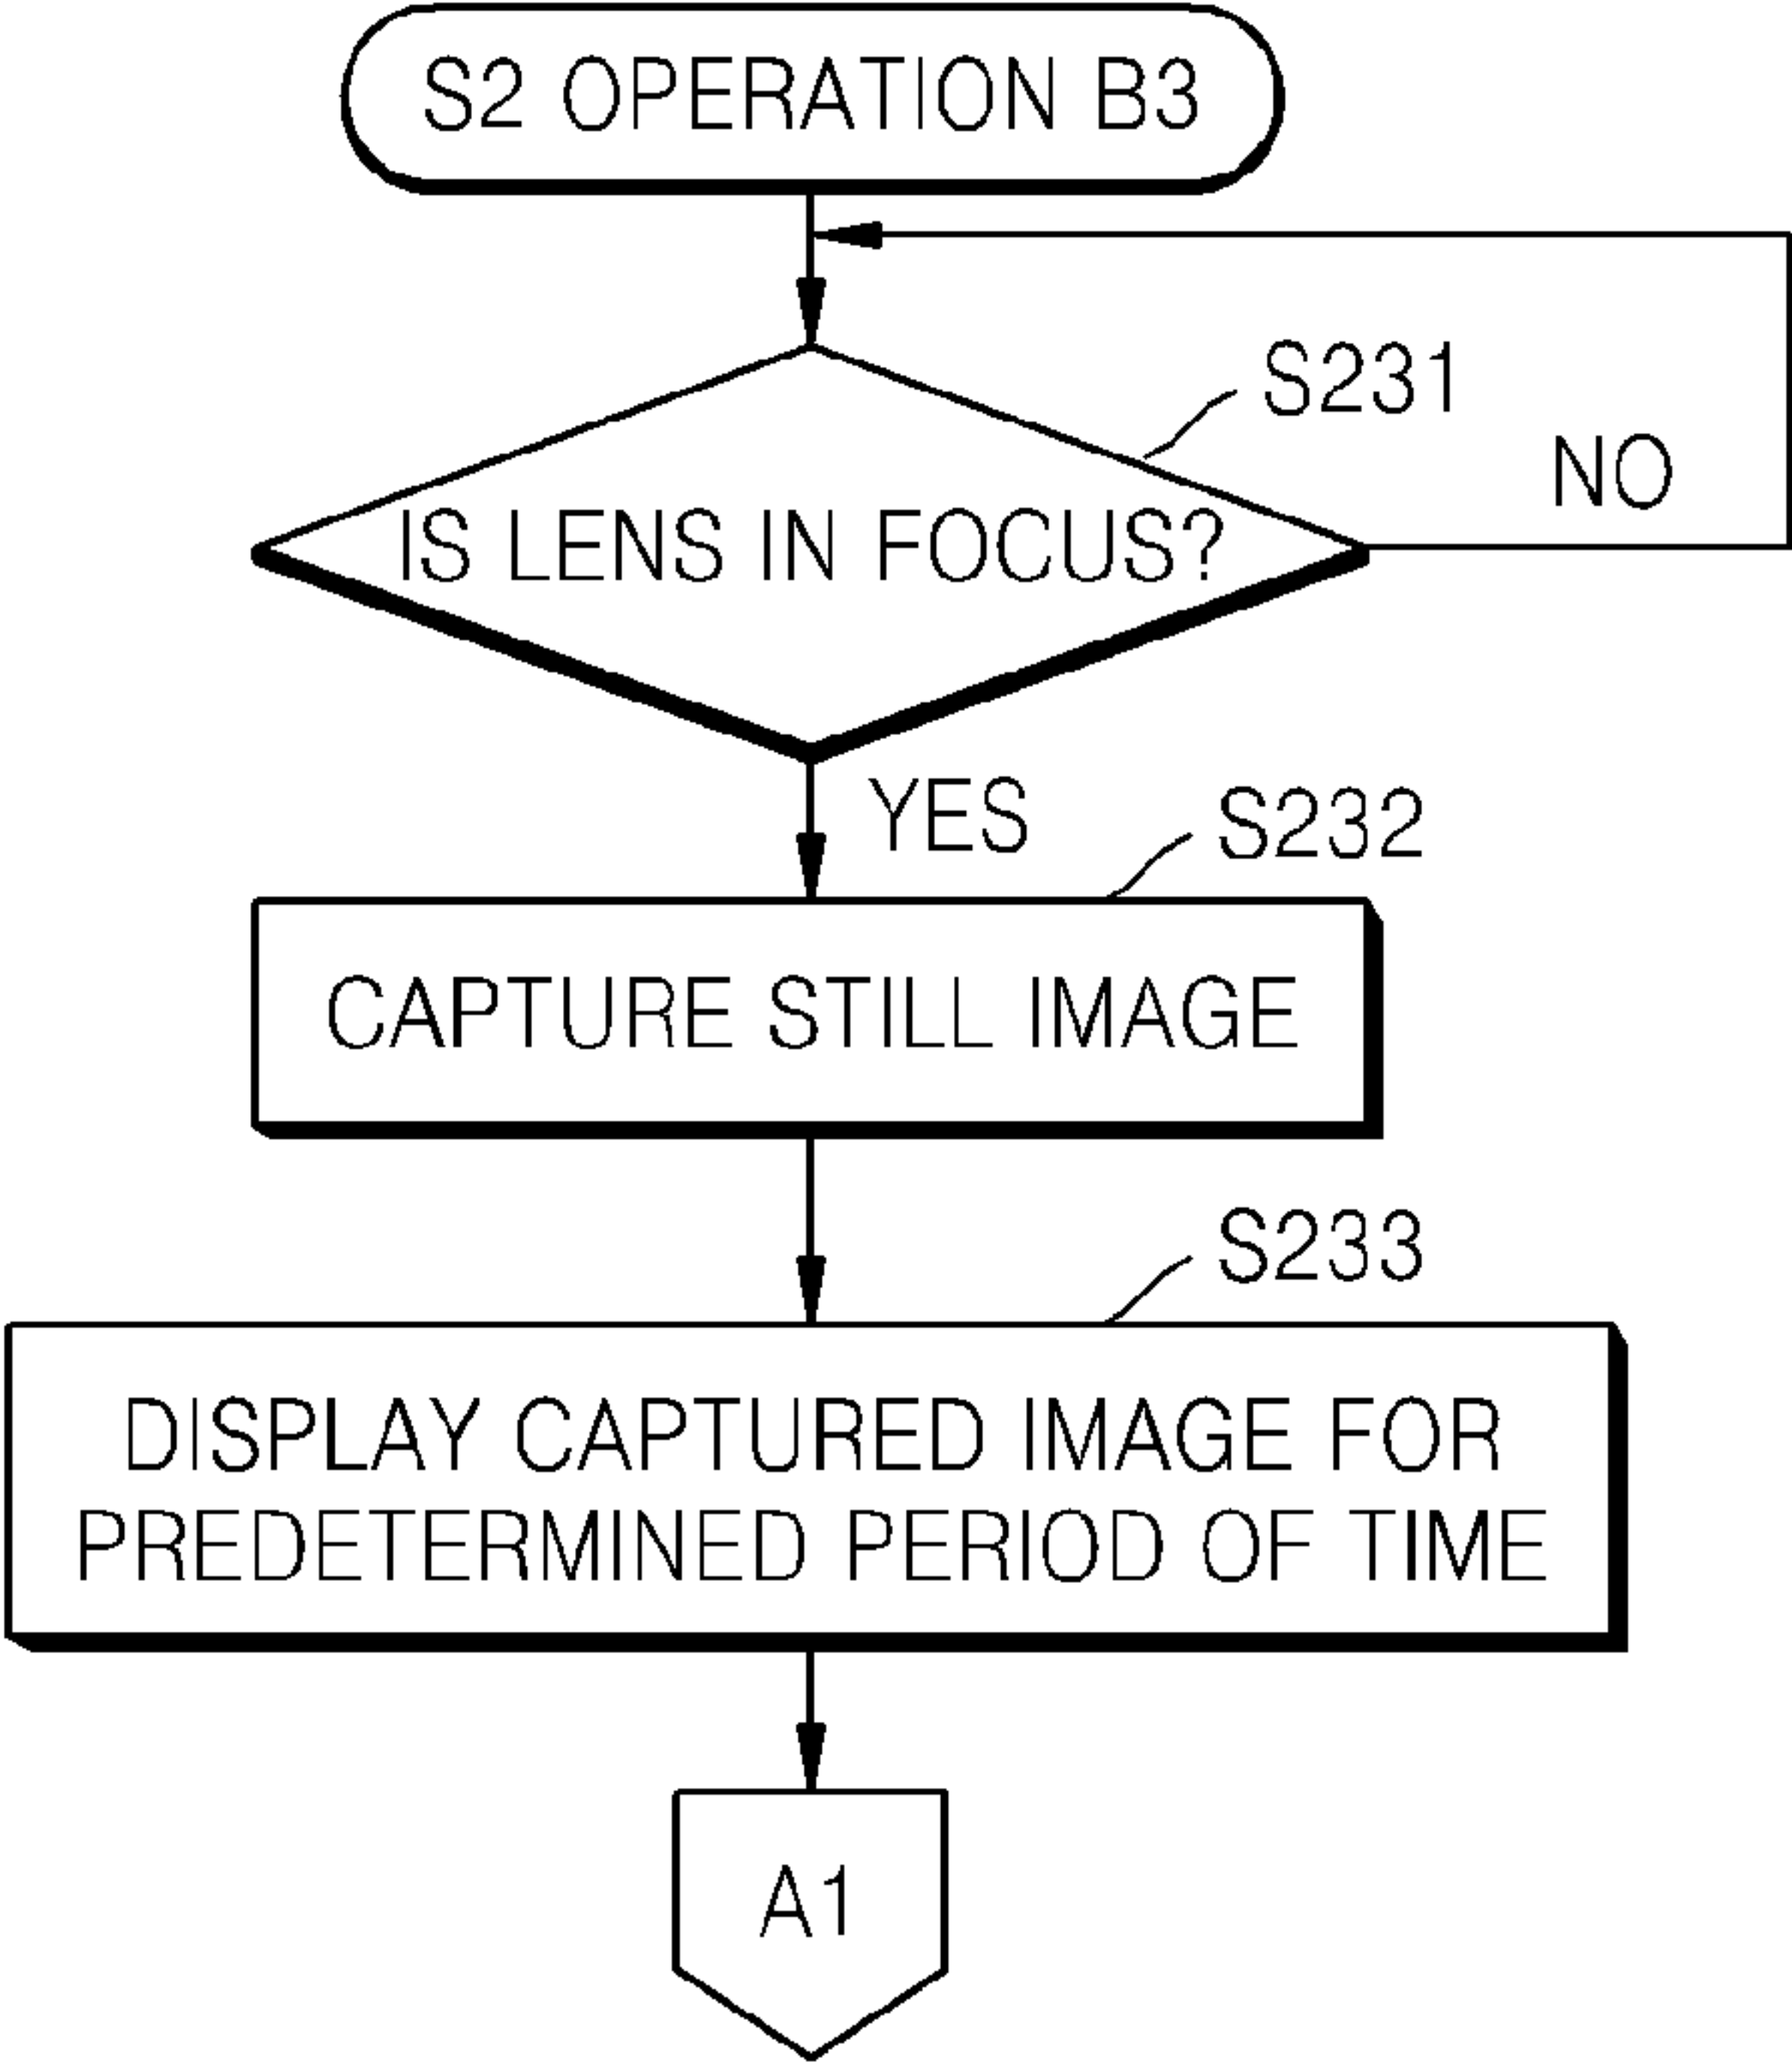 S2 OPERATION B3
S231
NO
IS LENS IN FOCUS?
YES
S232
CAPTURE STILL IMAGE
S233
DISPLAY CAPTURED IMAGE FOR
PREDETERMINED PERIOD OF TIME
A1